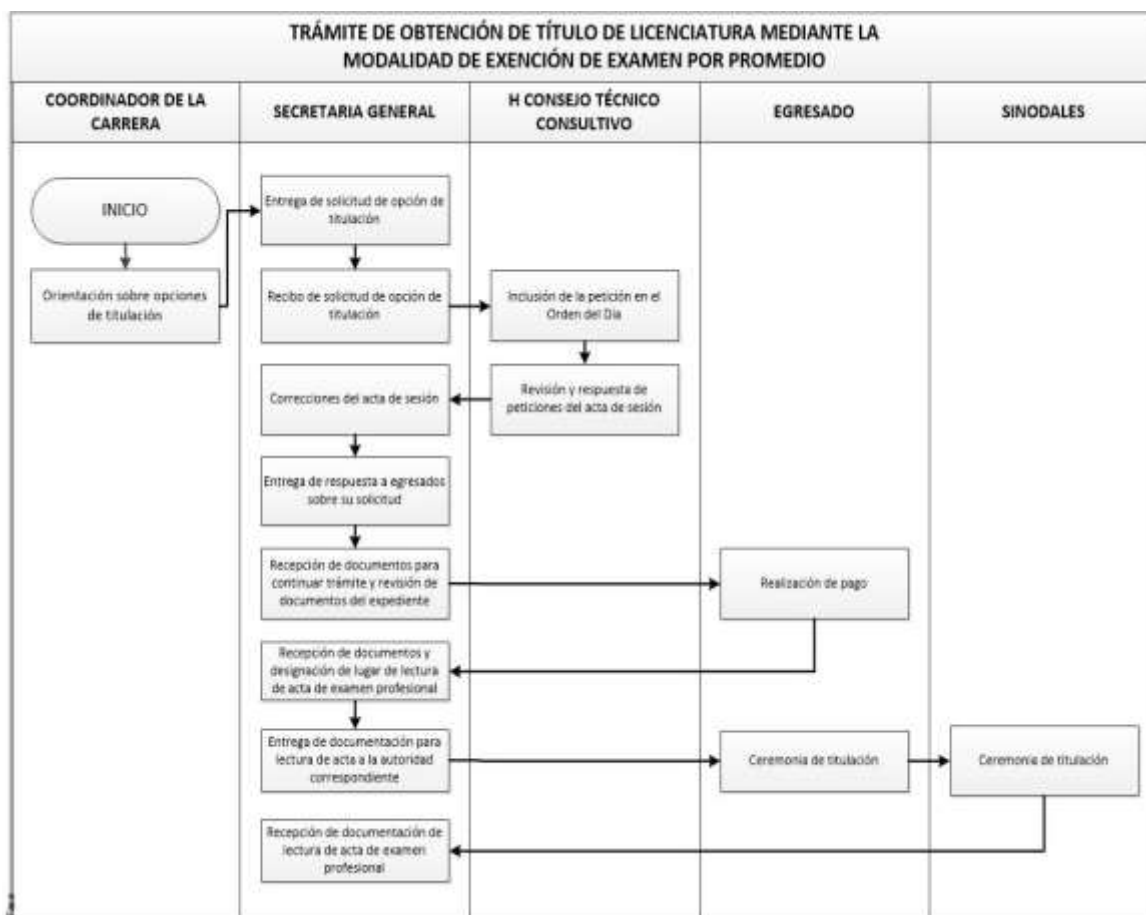 TRÁMITE DE OBTENCIÓN DE TÍTULO DE LICENCIATURA MEDIANTE LA
MODALIDAD DE EXENCIÓN DE EXAMEN POR PROMEDIO
COORDINADOR DE LA
CARRERA
SECRETARIA GENERAL
H CONSEJO TÉCNICO
CONSULTIVO
EGRESADO
SINODALES
INICIO
Entrega de solicitud de opción de
titulación
Orientación sobre opciones
de titulación
Recibo de solicitud de opción de
titulación
Inclusión de la petición en el
Orden del Dia
Correcciones del acta de sesión
Revisión y respuesta de
peticiones del acta de sesión
Entrega de respuesta a egresados
sobre su solicitud
Recepción de documentos para
continuar trámite y revisión de
documentos del expediente
Realización de pago
Recepción de documentos y
designación de lugar de lectura
de acta de examen profesional
Entrega de documentación para
lectura de acta a la autoridad
correspondiente
Ceremonia de titulación
Ceremonia de titulación
Recepción de documentación de
lectura de acta de examen
profesional